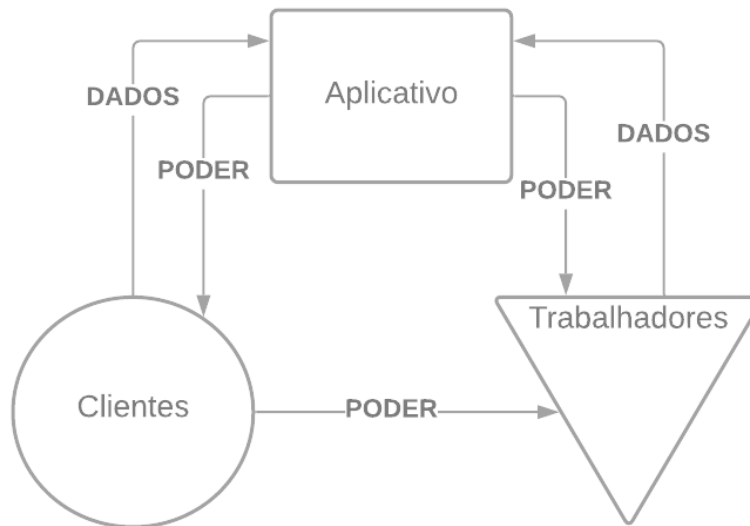 Aplicativo
DADOS
PODER
DADOS
PODER
Trabalhadores
Clientes
PODER